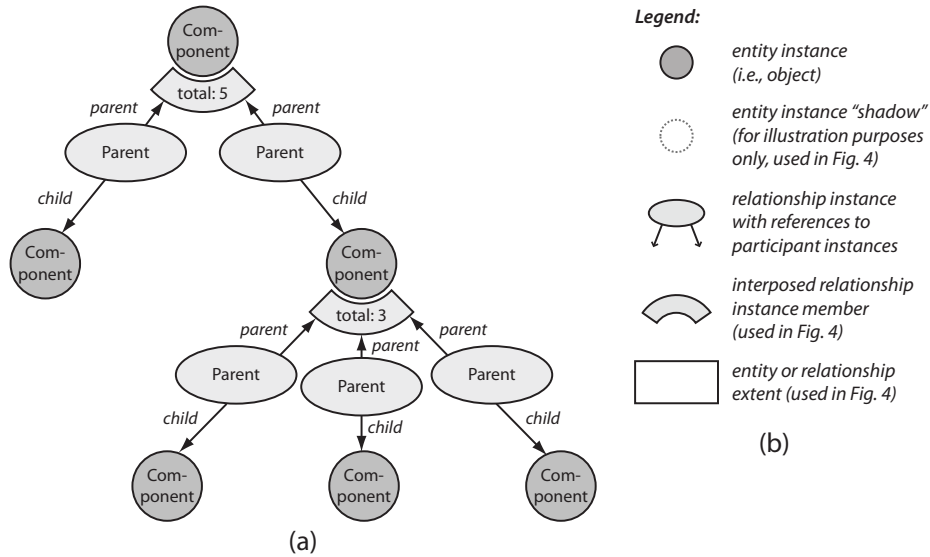 Com-
ponent
total: 5
parent
parent
Parent
Parent
child
child
Com-
ponent
Com-
ponent
total: 3
parent
parent
parent
Parent
Parent
Parent
child
child
child
Com-
ponent
Com-
ponent
Com-
ponent
(a)
Legend:
entity instance
(i.e., object)
entity instance “shadow”
(for illustration purposes
only, used in Fig. 4)
relationship instance
with references to
participant instances
interposed relationship
instance member
(used in Fig. 4)
entity or relationship
extent (used in Fig. 4)
(b)